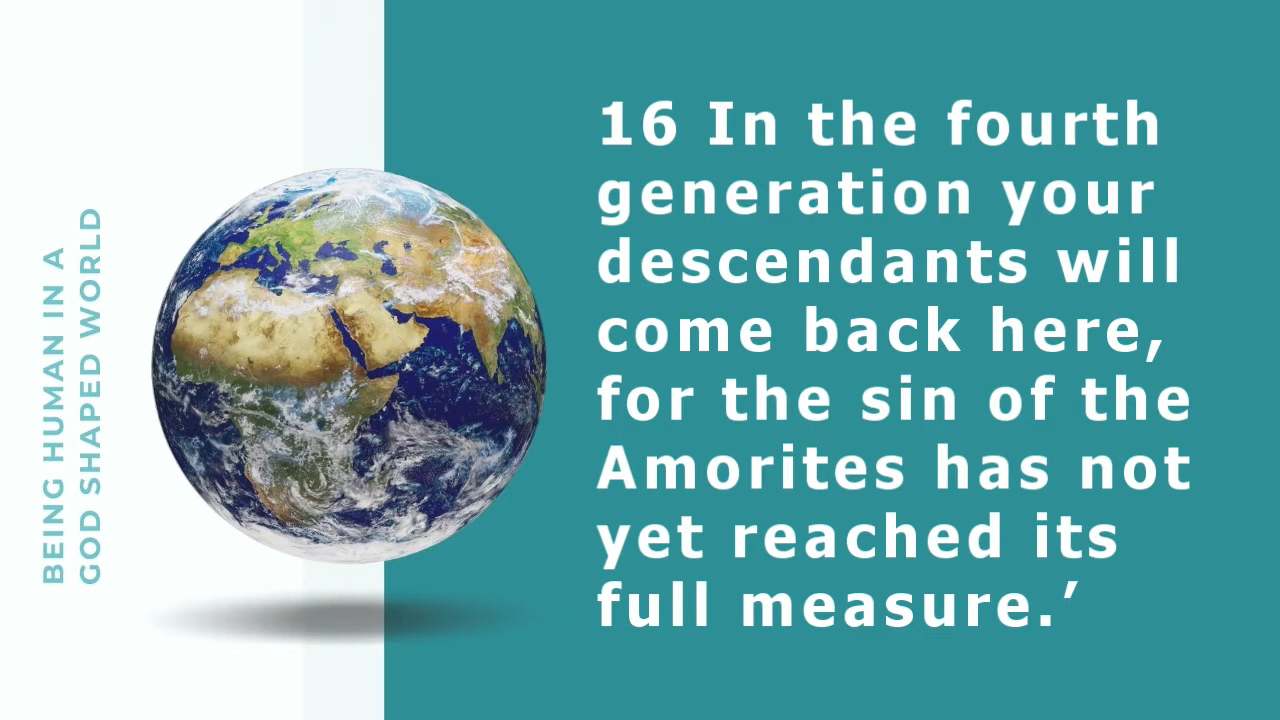 BEING HUMAN IN A
GOD SHAPED WORLD
16 In the fourth
generation your
descendants will
come back here,
for the sin of the
Amorites has not
yet reached its
full measure.’